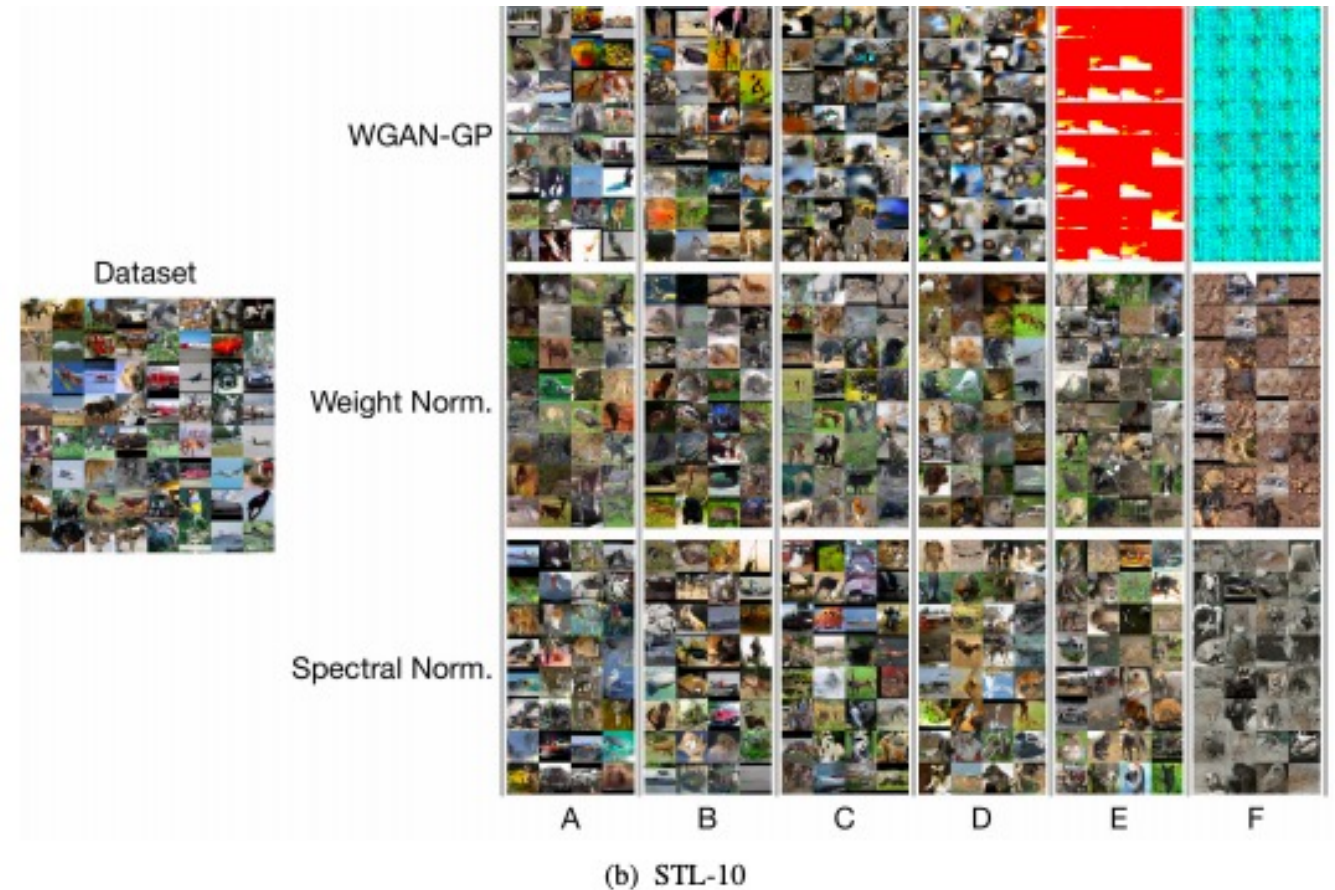 WGAN-GP
Dataset
Weight Norm.
Spectral Norm.
A B C D E F
(b) STL-10